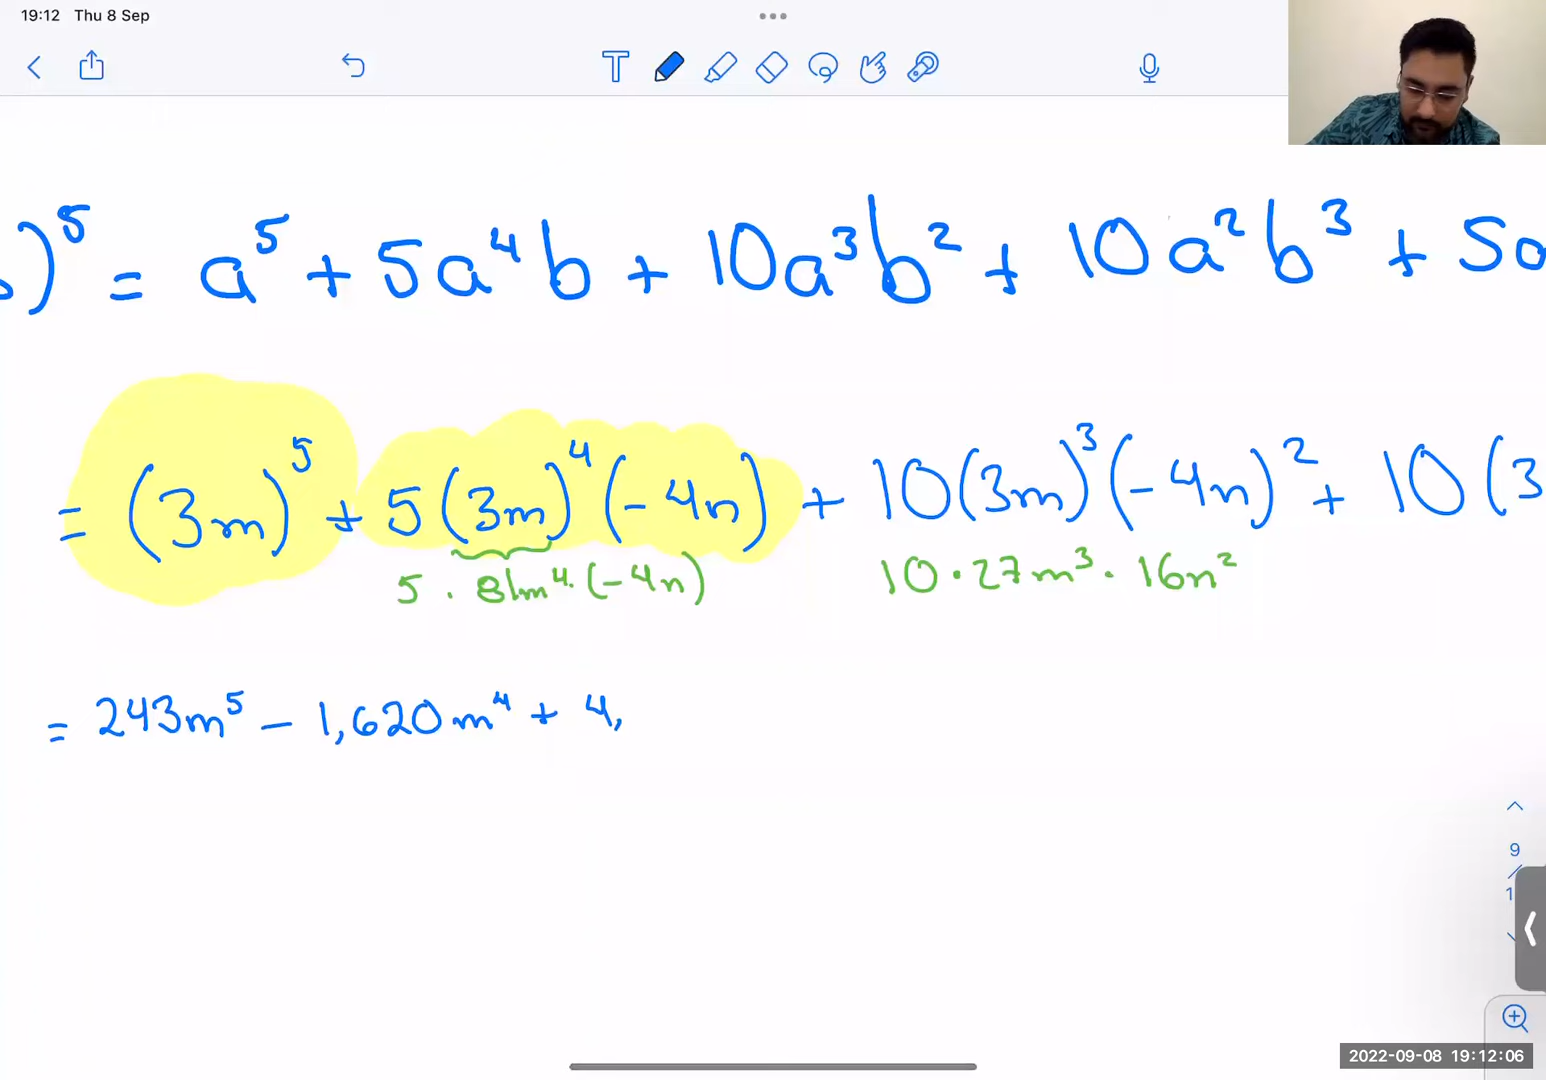 19:12 Thu 8 Sep
)⁵ = a⁵ + 5a⁴b + 10a³b² + 10a²b³ + 5a
= (3m)⁵ + 5(3m)⁴(-4n) + 10(3m)³(-4n)² + 10(3
5 · 81m⁴·(-4n) 10·27m³·16n²
= 243m⁵ - 1,620m⁴ + 4,
9
/
1
2022-09-08 19:12:06